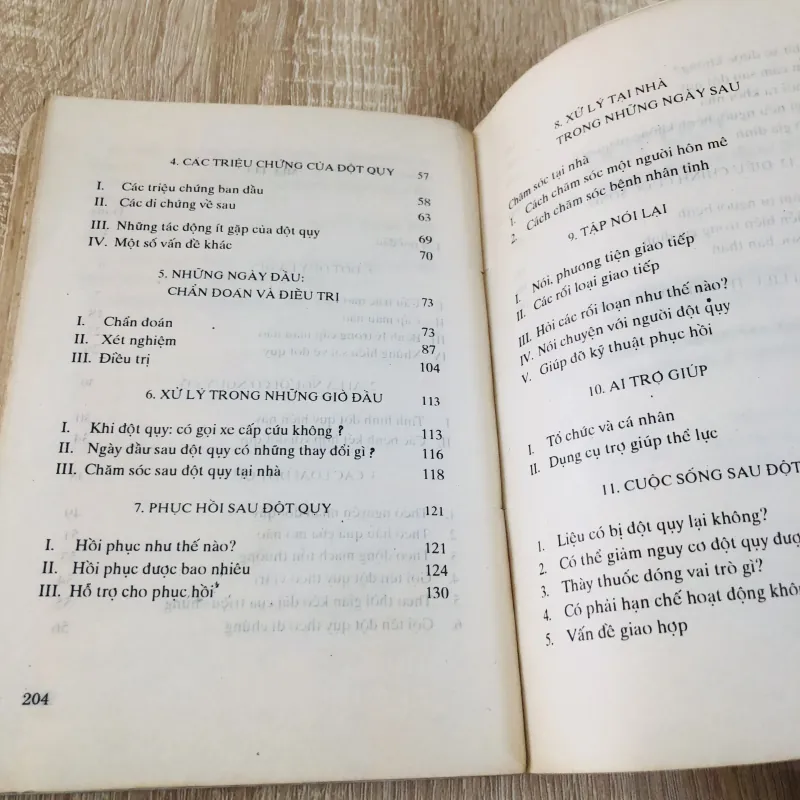 4. CÁC TRIỆU CHỨNG CỦA ĐỘT QUỴ 57
I. Các triệu chứng ban đầu 58
II. Các di chứng về sau 63
III. Những tác động ít gặp của đột quỵ 69
IV. Một số vấn đề khác 70
5. NHỮNG NGÀY ĐẦU:
CHẨN ĐOÁN VÀ ĐIỀU TRỊ 73
I. Chẩn đoán 73
II. Xét nghiệm 87
III. Điều trị 104
6. XỬ LÝ TRONG NHỮNG GIỜ ĐẦU 113
I. Khi đột quỵ: có gọi xe cấp cứu không ? 113
II. Ngày đầu sau đột quỵ có những thay đổi gì ? 116
III. Chăm sóc sau đột quỵ tại nhà 118
7. PHỤC HỒI SAU ĐỘT QUỴ 121
I. Hồi phục như thế nào? 121
II. Hồi phục được bao nhiêu 124
III. Hỗ trợ cho phục hồi 130
204
8. XỬ LÝ TẠI NHÀ
TRONG NHỮNG NGÀY SAU
Chăm sóc tại nhà
1. Cách chăm sóc một người hôn mê
2. Cách chăm sóc bệnh nhân tỉnh
9. TẬP NÓI LẠI
I. Nói, phương tiện giao tiếp
II. Các rối loại giao tiếp
III. Hỏi các rối loạn như thế nào?
IV. Nói chuyện với người đột quỵ
V. Giúp đỡ kỹ thuật phục hồi
10. AI TRỢ GIÚP
I. Tổ chức và cá nhân
II. Dụng cụ trợ giúp thể lực
11. CUỘC SỐNG SAU ĐỘT
1. Liệu có bị đột quỵ lại không?
2. Có thể giảm nguy cơ đột quỵ đượ
3. Thày thuốc đóng vai trò gì?
4. Có phải hạn chế hoạt động khôn
5. Vấn đề giao hợp